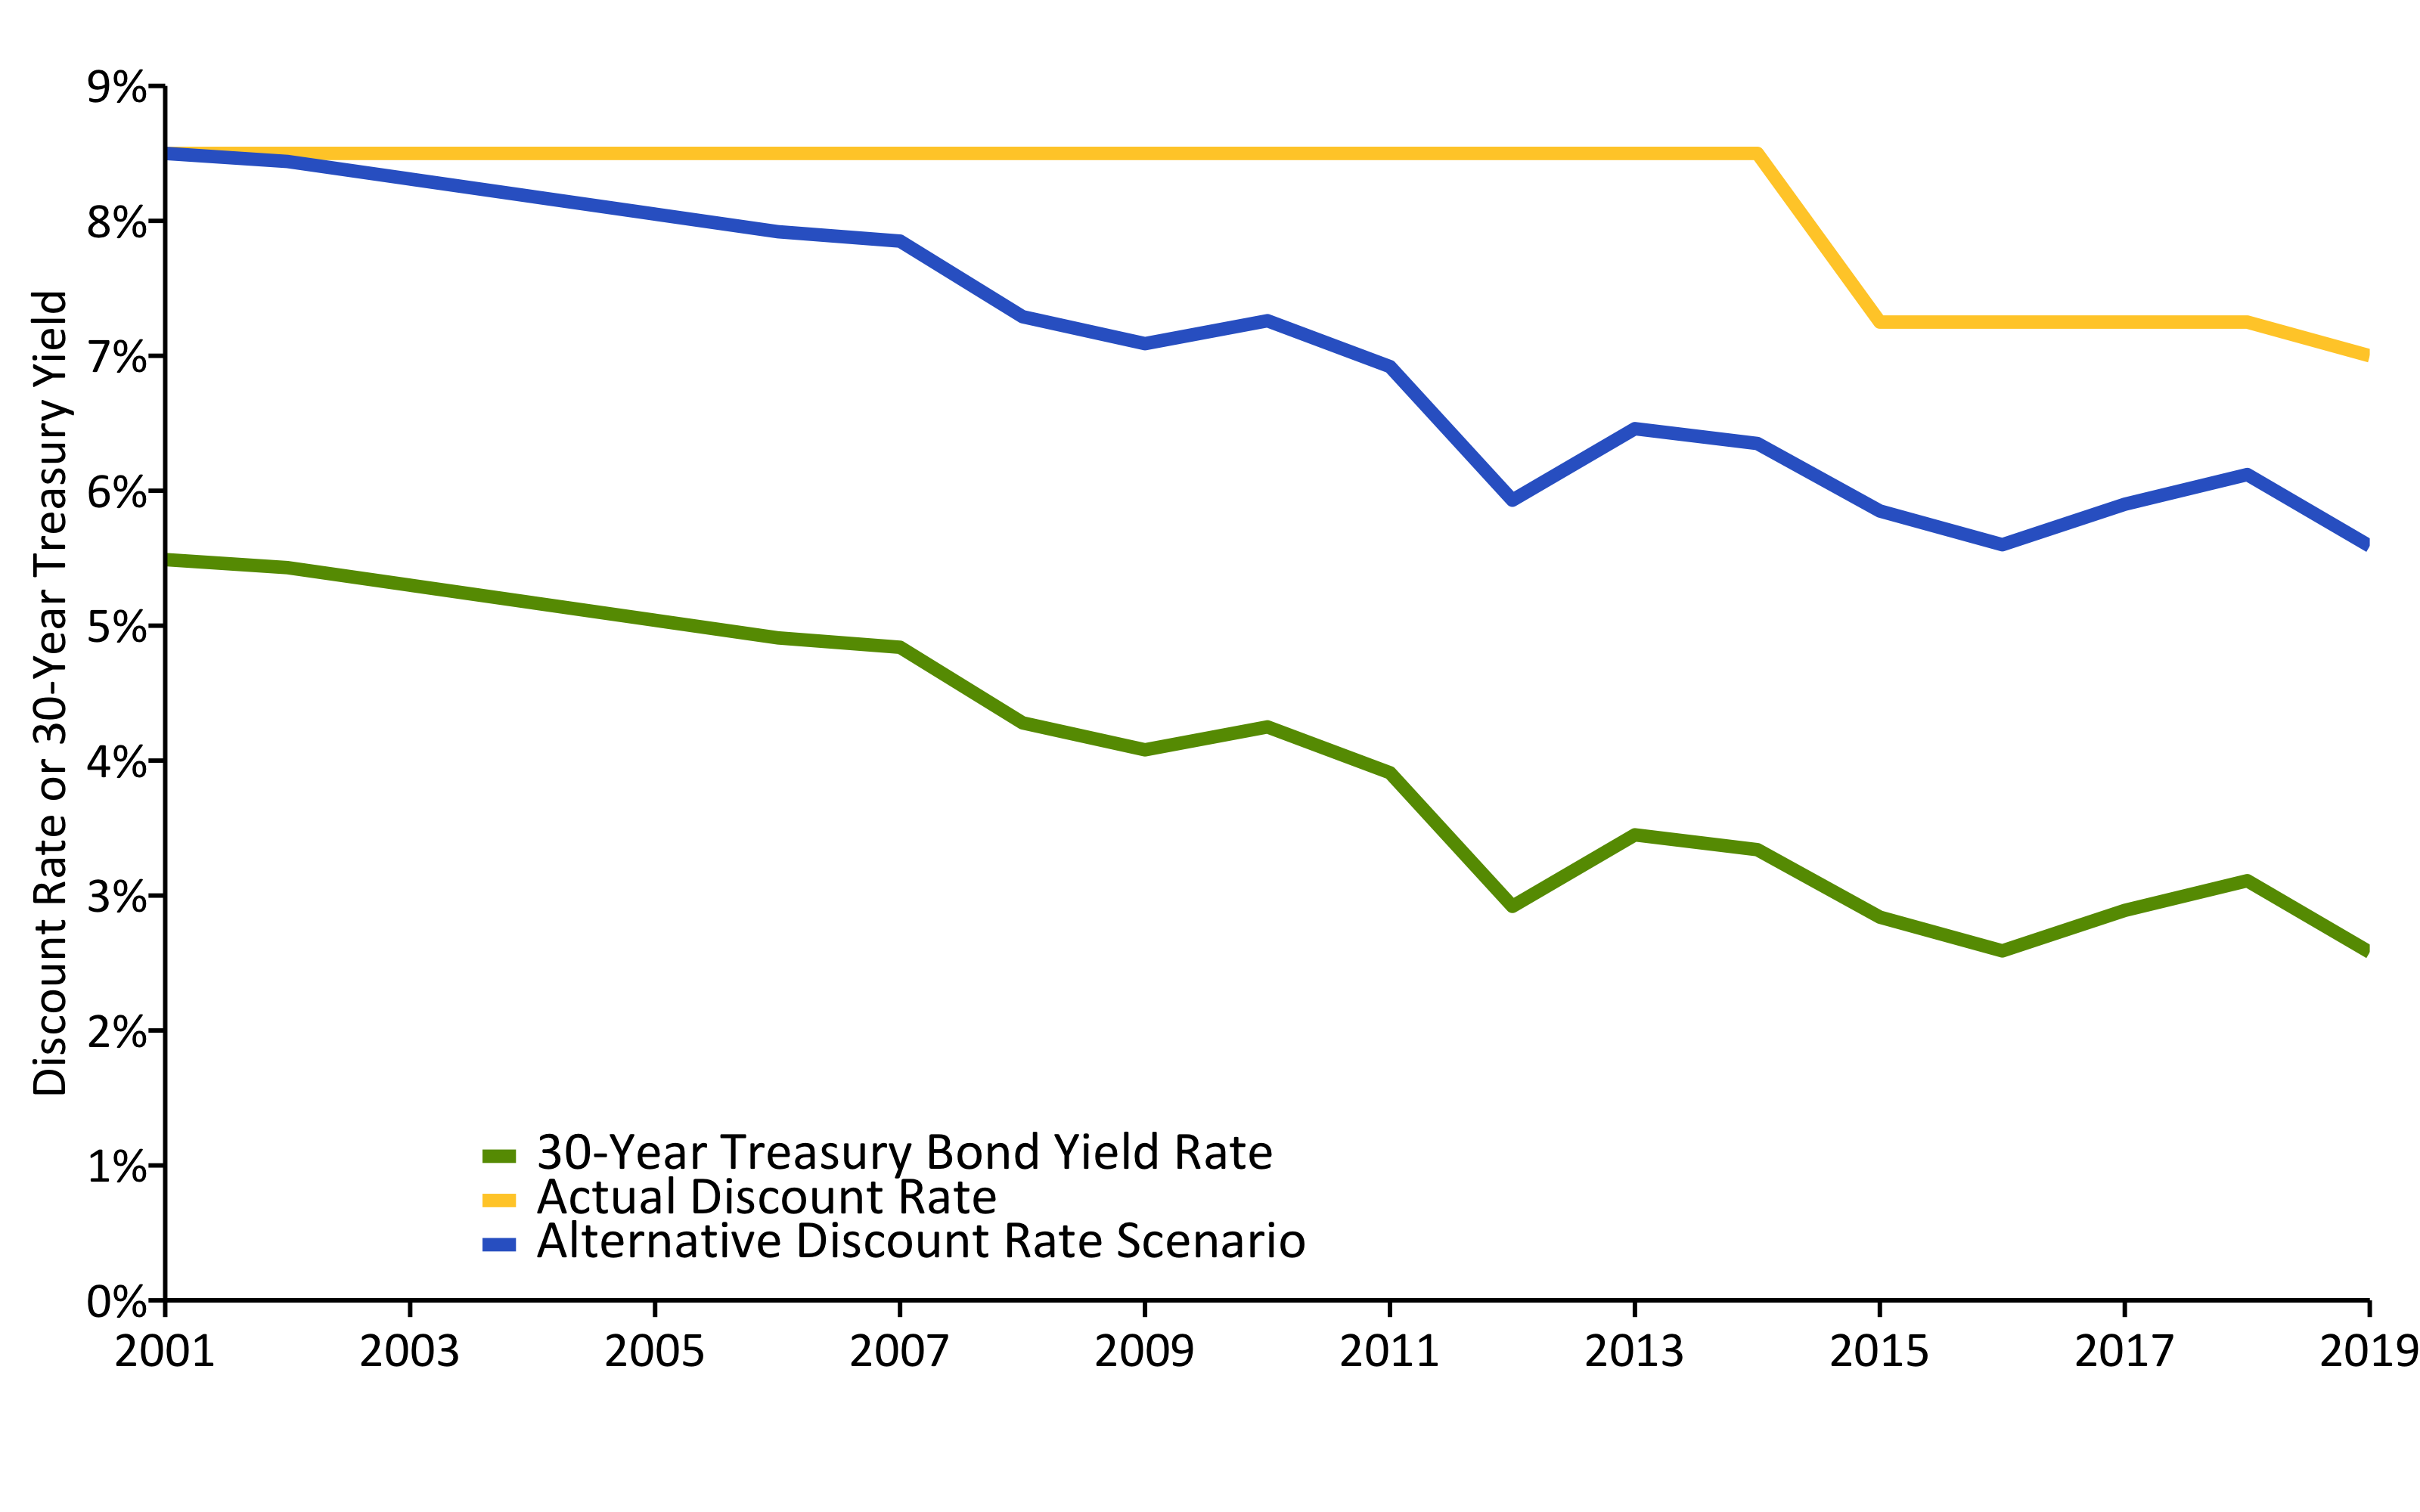 9%
8%
7%
6%
5%
4%
3%
2%
1%
0%
Discount Rate or 30-Year Treasury Yield
30-Year Treasury Bond Yield Rate
Actual Discount Rate
Alternative Discount Rate Scenario
2001 2003 2005 2007 2009 2011 2013 2015 2017 2019